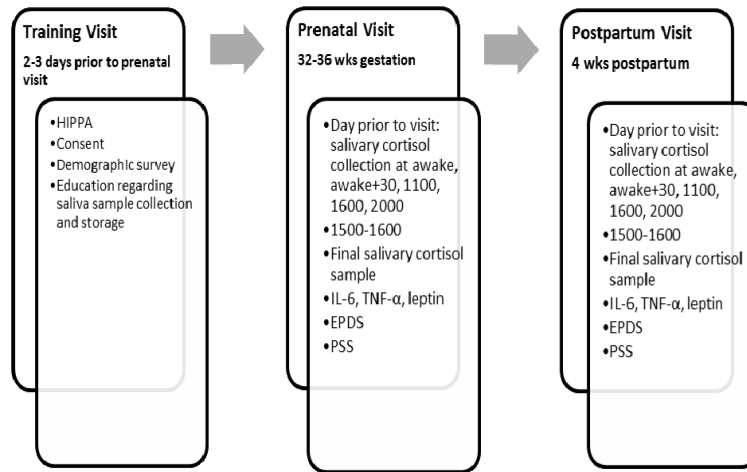 Training Visit
2-3 days prior to prenatal
visit
•HIPPA
•Consent
•Demographic survey
•Education regarding
saliva sample collection
and storage
Prenatal Visit
32-36 wks gestation
•Day prior to visit:
salivary cortisol
collection at awake,
awake+30, 1100,
1600, 2000
•1500-1600
•Final salivary cortisol
sample
•IL-6, TNF-α, leptin
•EPDS
•PSS
Postpartum Visit
4 wks postpartum
•Day prior to visit:
salivary cortisol
collection at awake,
awake+30, 1100,
1600, 2000
•1500-1600
•Final salivary cortisol
sample
•IL-6, TNF-α, leptin
•EPDS
•PSS